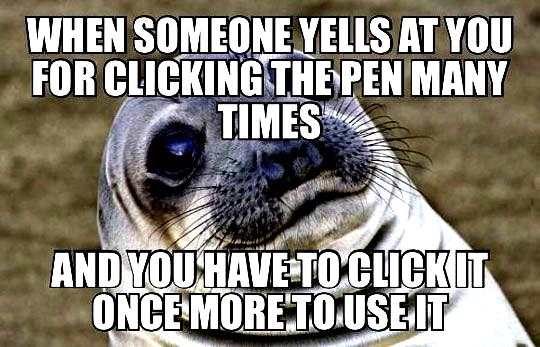 WHEN SOMEONE YELLS AT YOU
FOR CLICKING THE PEN MANY
TIMES
AND YOU HAVE TO CLICK IT
ONCE MORE TO USE IT